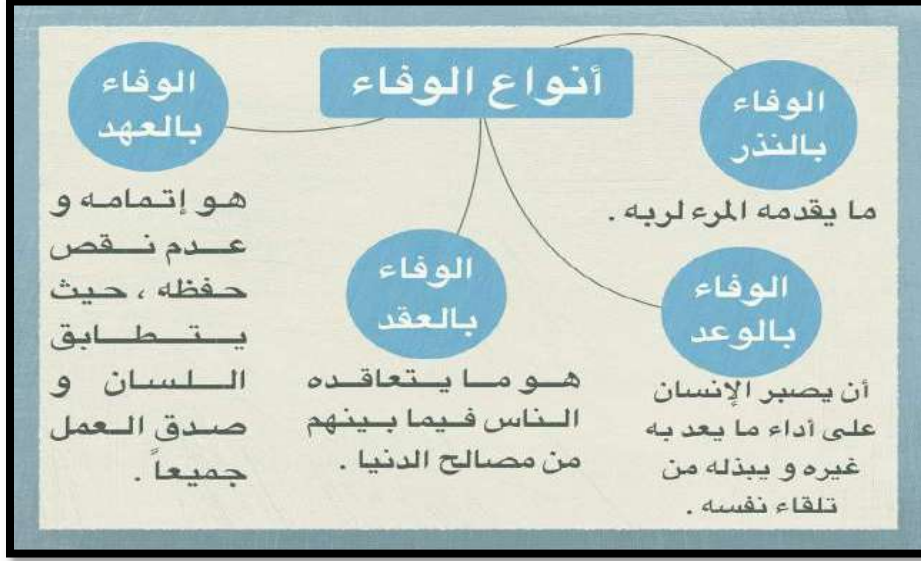 أنواع الوفاء
الوفاء
بالنذر
ما يقدمه المرء لربه .
الوفاء
بالوعد
أن يصبر الإنسان
على أداء ما يعد به
غيره و يبذله من
تلقاء نفسه .
الوفاء
بالعقد
هو ما يتعاقده
الناس فيما بينهم
من مصالح الدنيا .
الوفاء
بالعهد
هو إتمامه و
عدم نقص
حفظه ، حيث
يتطابق
اللسان و
صدق العمل
جميعاً .